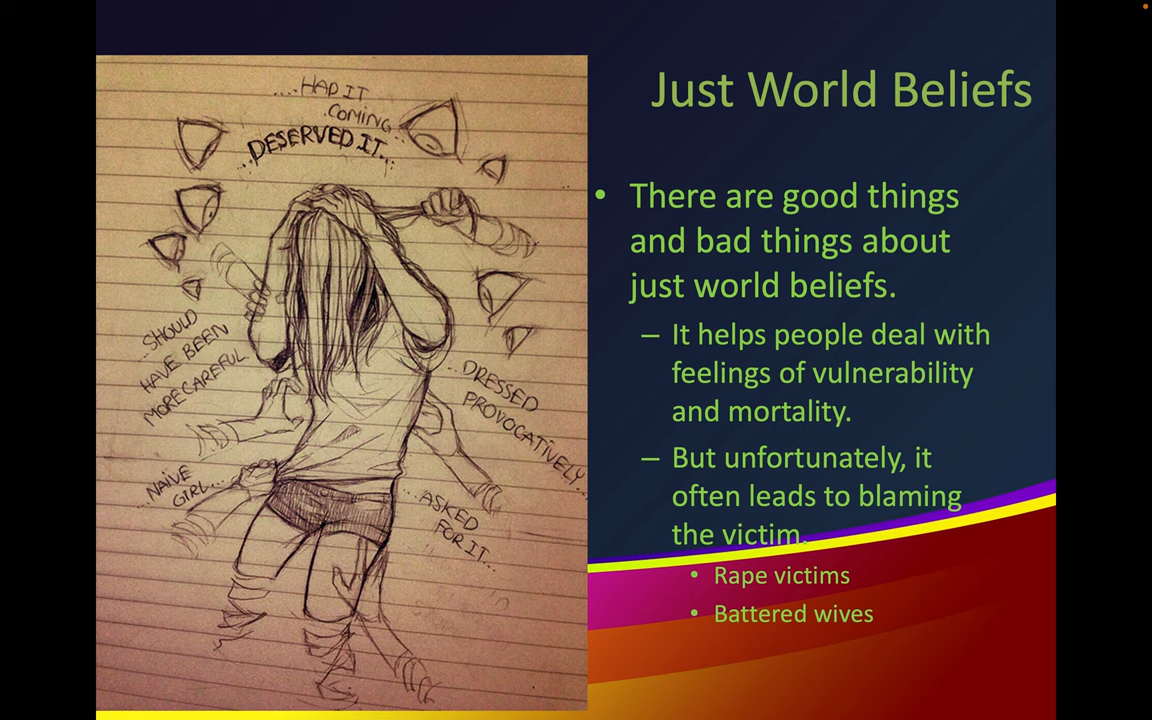 ....HAD IT
COMING...
...DESERVED IT...
...SHOULD
HAVE BEEN
MORE CAREFUL
...NAIVE
GIRL...
...DRESSED
PROVOCATIVELY...
...ASKED
FOR IT...
Just World Beliefs
• There are good things
and bad things about
just world beliefs.
– It helps people deal with
feelings of vulnerability
and mortality.
– But unfortunately, it
often leads to blaming
the victim.
• Rape victims
• Battered wives